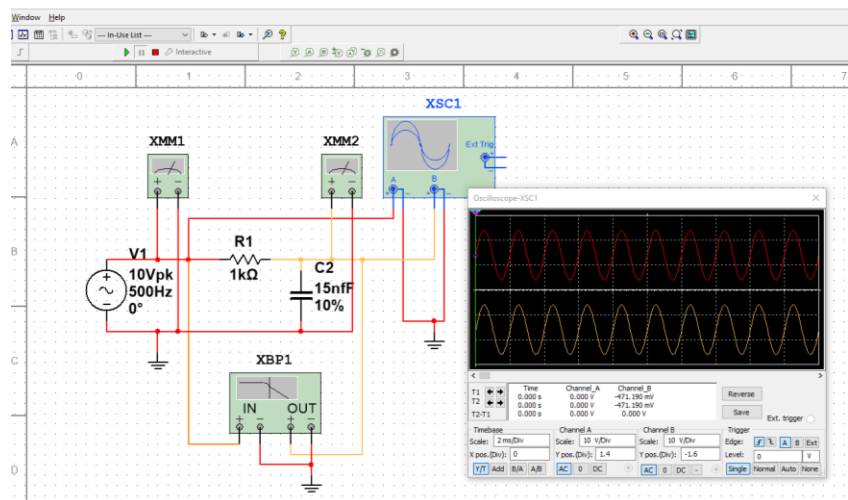 Window Help
--- In-Use List ---
Interactive
0 1 2 3 4 5 6 7
A
B
C
D
XSC1
Ext Trig
A B
XMM1
XMM2
V1
10Vpk
500Hz
0°
R1
1kΩ
C2
15nfF
10%
XBP1
IN OUT
Oscilloscope-XSC1
Time Channel_A Channel_B
T1 0.000 s 0.000 V -471.190 mV
T2 0.000 s 0.000 V -471.190 mV
T2-T1 0.000 s 0.000 V 0.000 V
Reverse
Save
Ext. trigger
Timebase
Scale: 2 ms/Div
X pos.(Div): 0
Y/T Add B/A A/B
Channel A
Scale: 10 V/Div
Y pos.(Div): 1.4
AC 0 DC
Channel B
Scale: 10 V/Div
Y pos.(Div): -1.6
AC 0 DC -
Trigger
Edge: A B Ext
Level: 0 V
Single Normal Auto None